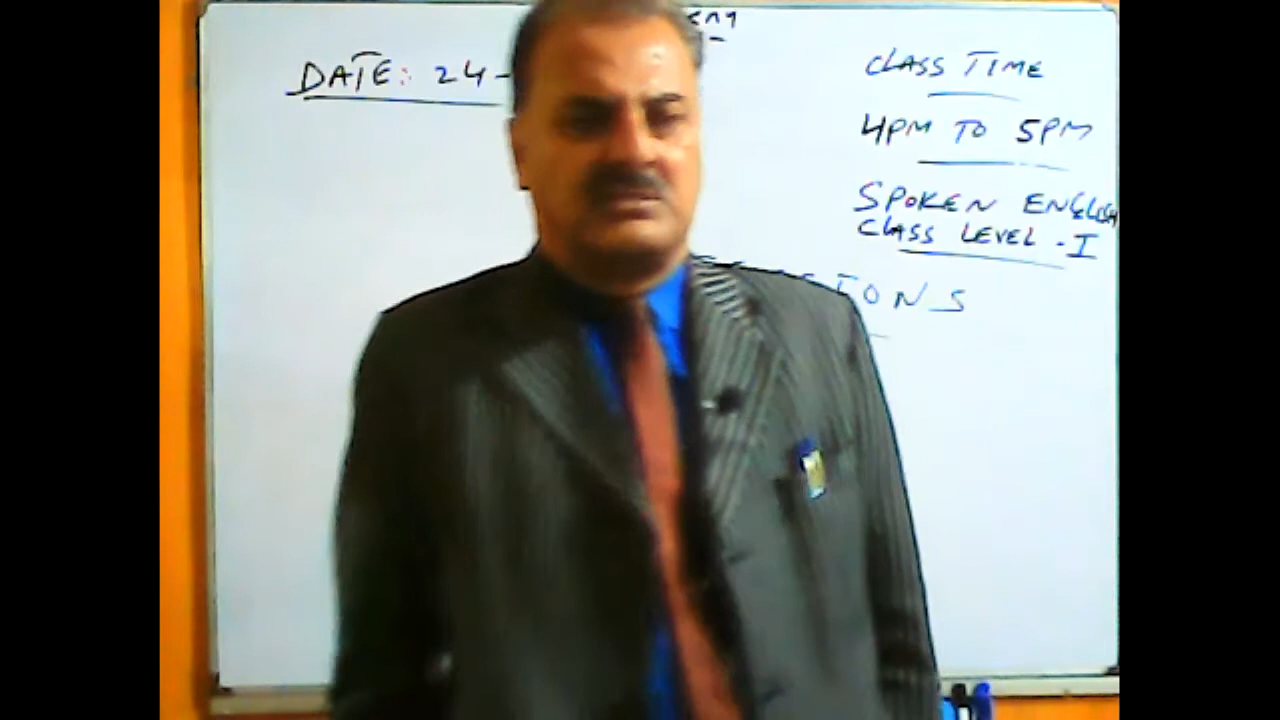 DATE: 24-
CLASS TIME
4PM TO 5PM
SPOKEN ENGLISH
CLASS LEVEL - I